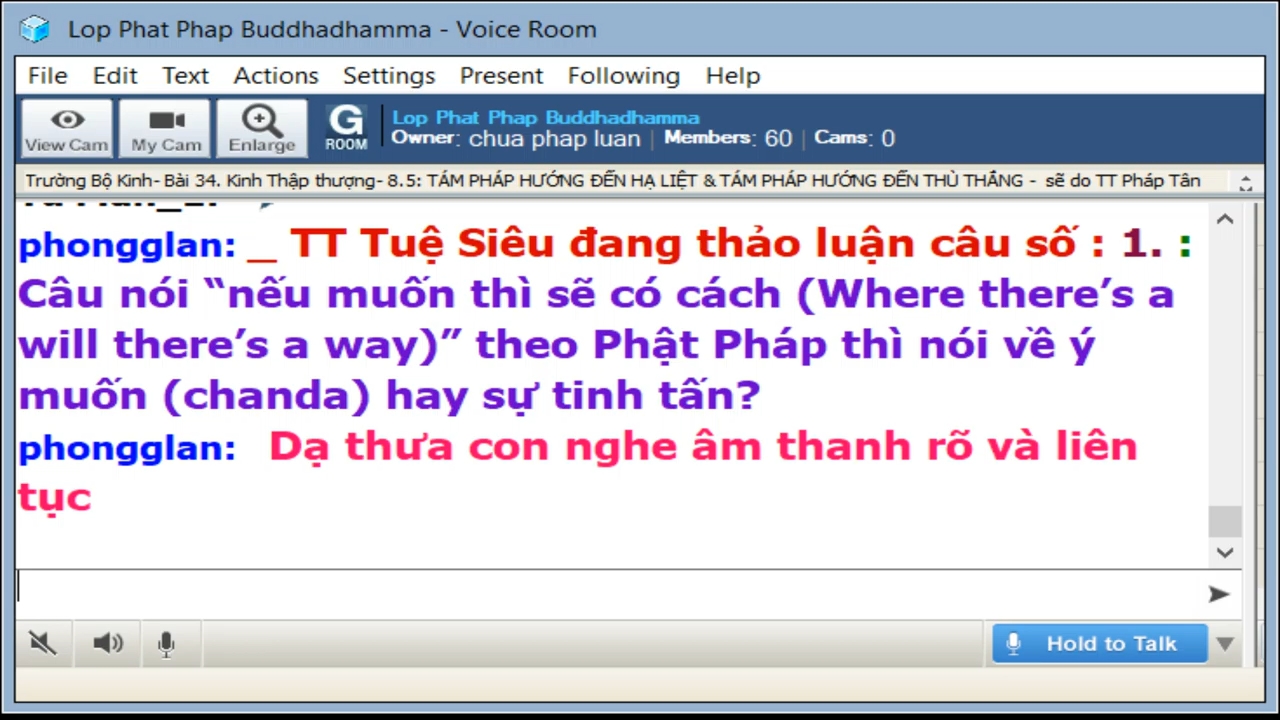 Lop Phat Phap Buddhadhamma - Voice Room
File Edit Text Actions Settings Present Following Help
View Cam My Cam Enlarge G ROOM
Lop Phat Phap Buddhadhamma
Owner: chua phap luan | Members: 60 | Cams: 0
Trường Bộ Kinh- Bài 34. Kinh Thập thượng- 8.5: TÁM PHÁP HƯỚNG ĐẾN HẠ LIỆT & TÁM PHÁP HƯỚNG ĐẾN THÙ THẮNG - sẽ do TT Pháp Tân
phongglan: _ TT Tuệ Siêu đang thảo luận câu số : 1. :
Câu nói “nếu muốn thì sẽ có cách (Where there’s a
will there’s a way)” theo Phật Pháp thì nói về ý
muốn (chanda) hay sự tinh tấn?
phongglan: Dạ thưa con nghe âm thanh rõ và liên
tục
Hold to Talk